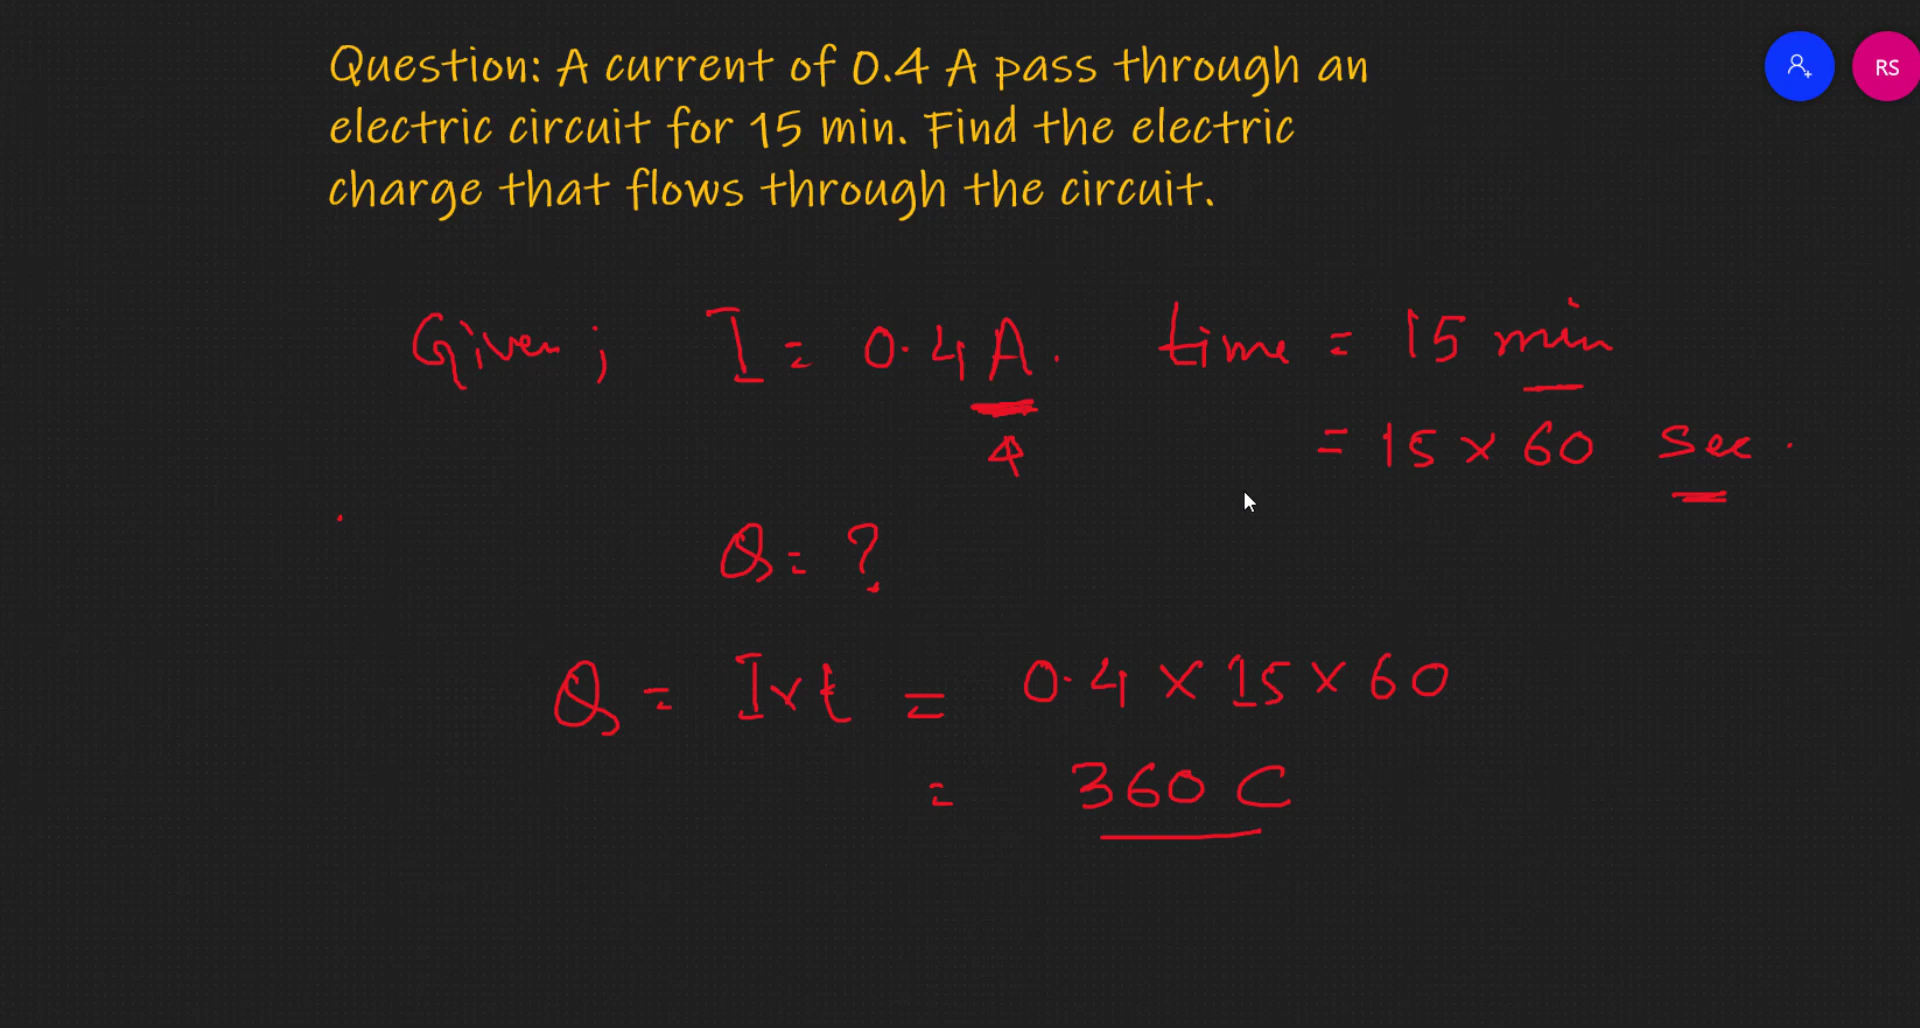 Question: A current of 0.4 A pass through an
electric circuit for 15 min. Find the electric
charge that flows through the circuit.
RS
Given; I = 0.4 A. time = 15 min
= 15 × 60 sec.
Q = ?
Q = I×t = 0.4 × 15 × 60
= 360 C